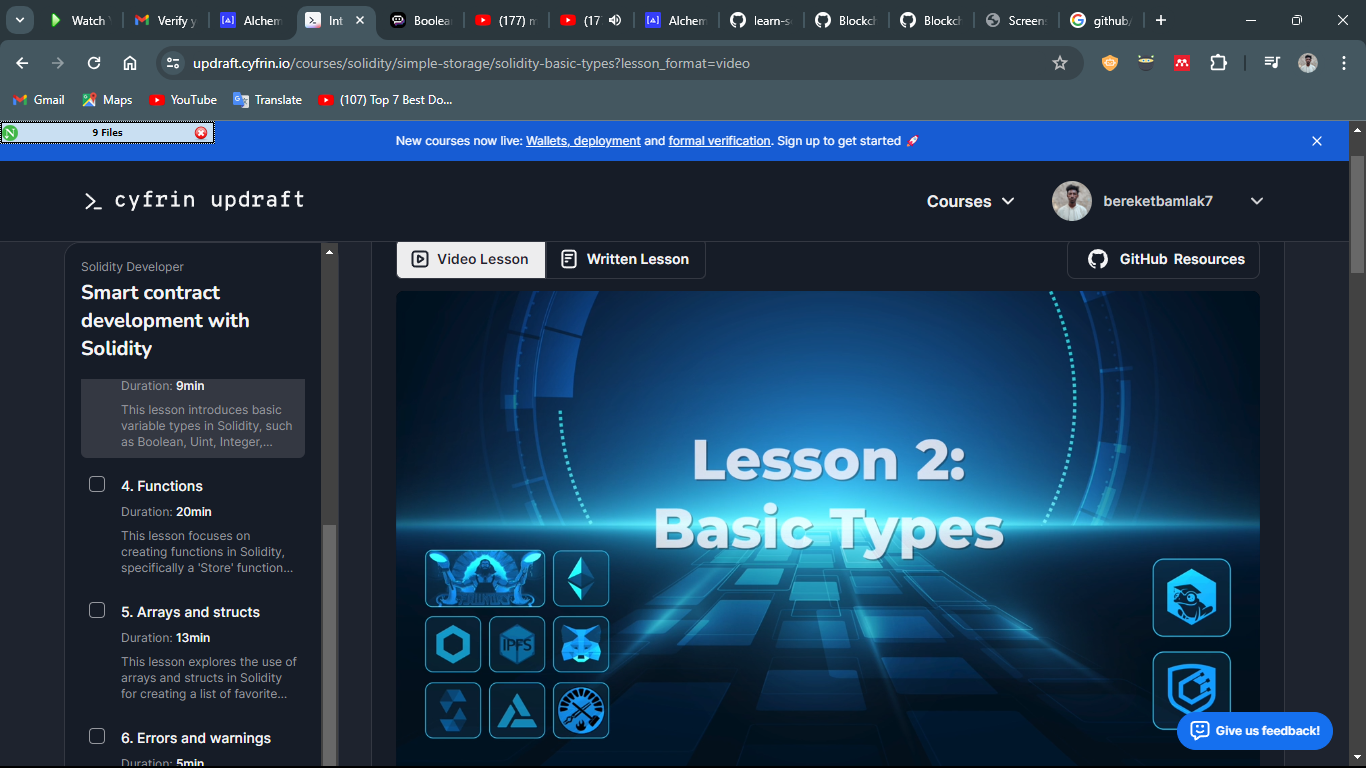 Watch
Verify y
Alchem
Int
Boolea
(177) m
(17
Alchem
learn-s
Blockch
Blockch
Screen
github/
updraft.cyfrin.io/courses/solidity/simple-storage/solidity-basic-types?lesson_format=video
Gmail
Maps
YouTube
Translate
(107) Top 7 Best Do...
9 Files
New courses now live: Wallets, deployment and formal verification. Sign up to get started 🚀
>_ cyfrin updraft
Courses
bereketbamlak7
Solidity Developer
Smart contract
development with
Solidity
Duration: 9min
This lesson introduces basic
variable types in Solidity, such
as Boolean, Uint, Integer,...
4. Functions
Duration: 20min
This lesson focuses on
creating functions in Solidity,
specifically a 'Store' function...
5. Arrays and structs
Duration: 13min
This lesson explores the use of
arrays and structs in Solidity
for creating a list of favorite...
6. Errors and warnings
Duration: 5min
Video Lesson
Written Lesson
GitHub Resources
Lesson 2:
Basic Types
IPFS
Give us feedback!